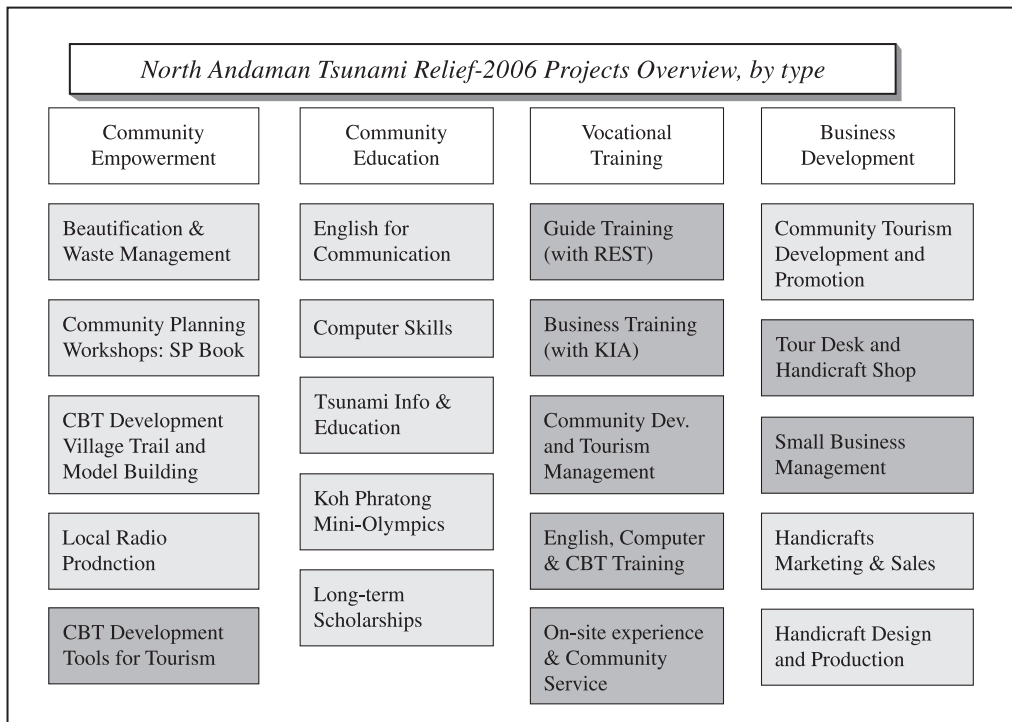 North Andaman Tsunami Relief-2006 Projects Overview, by type
Community
Empowerment
Beautification &
Waste Management
Community Planning
Workshops: SP Book
CBT Development
Village Trail and
Model Building
Local Radio
Prodnction
CBT Development
Tools for Tourism
Community
Education
English for
Communication
Computer Skills
Tsunami Info &
Education
Koh Phratong
Mini-Olympics
Long-term
Scholarships
Vocational
Training
Guide Training
(with REST)
Business Training
(with KIA)
Community Dev.
and Tourism
Management
English, Computer
& CBT Training
On-site experience
& Community
Service
Business
Development
Community Tourism
Development and
Promotion
Tour Desk and
Handicraft Shop
Small Business
Management
Handicrafts
Marketing & Sales
Handicraft Design
and Production